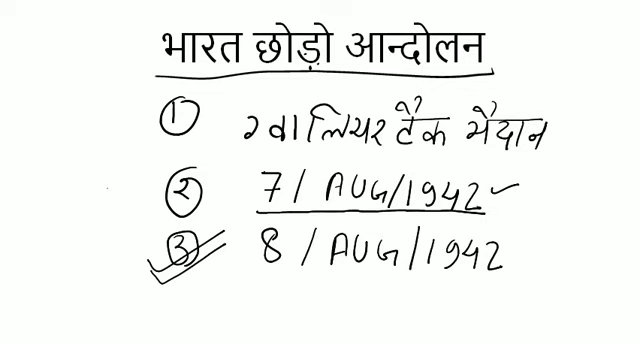 भारत छोड़ो आन्दोलन
① ग्वालियर टैंक मैदान
② 7/AUG/1942
③ 8/AUG/1942